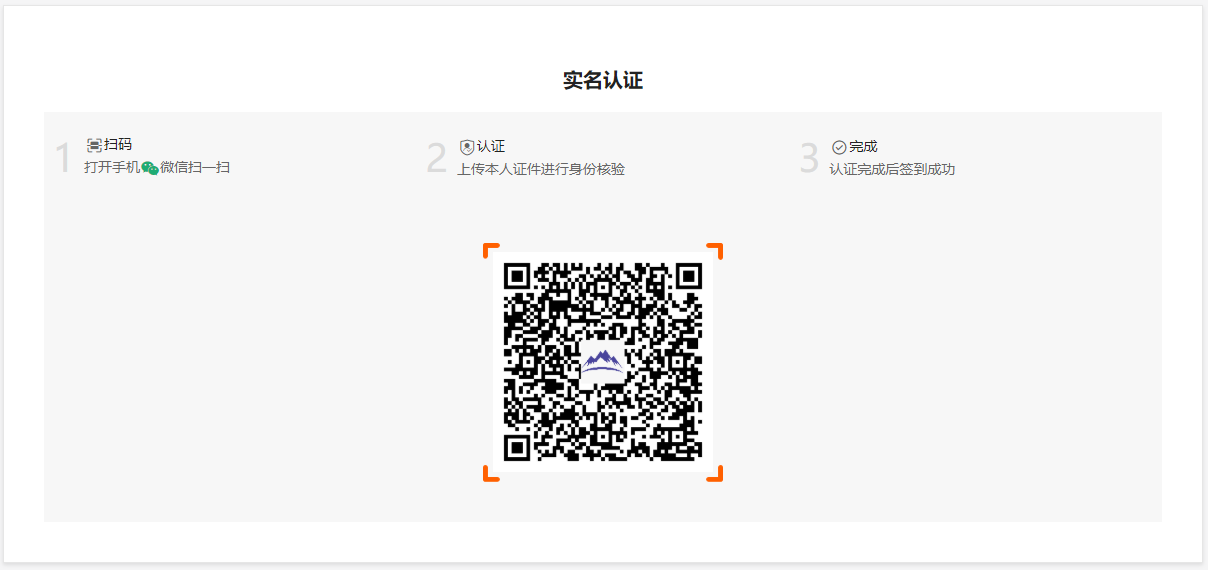 实名认证
1 扫码
打开手机微信扫一扫
2 认证
上传本人证件进行身份核验
3 完成
认证完成后签到成功